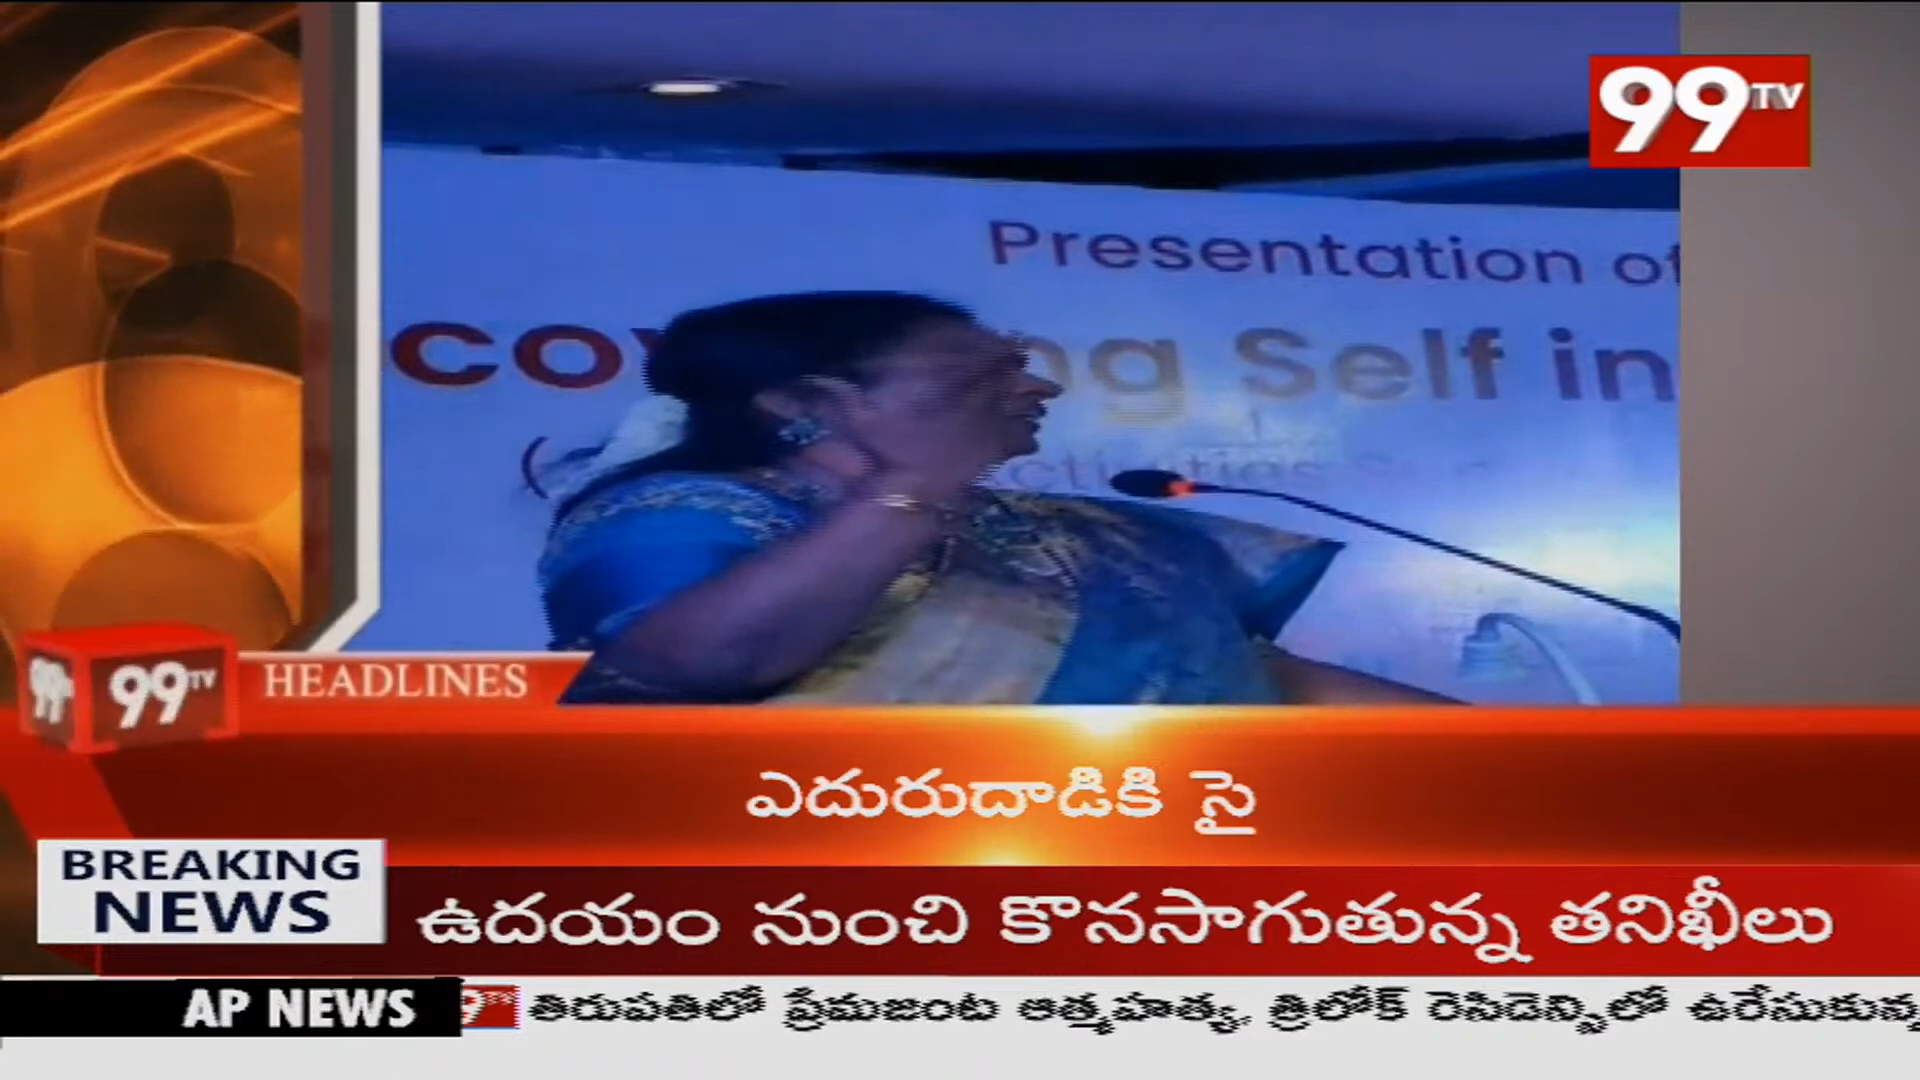 99TV
Presentation of
Self in
99 99TV HEADLINES
ఎదురుదాడికి సై
BREAKING
NEWS
ఉదయం నుంచి కొనసాగుతున్న తనిఖీలు
AP NEWS
తిరుపతిలో ప్రేమజంట ఆత్మహత్య, త్రిలోక్ రెసిడెన్సిలో ఉరేసుకున్న